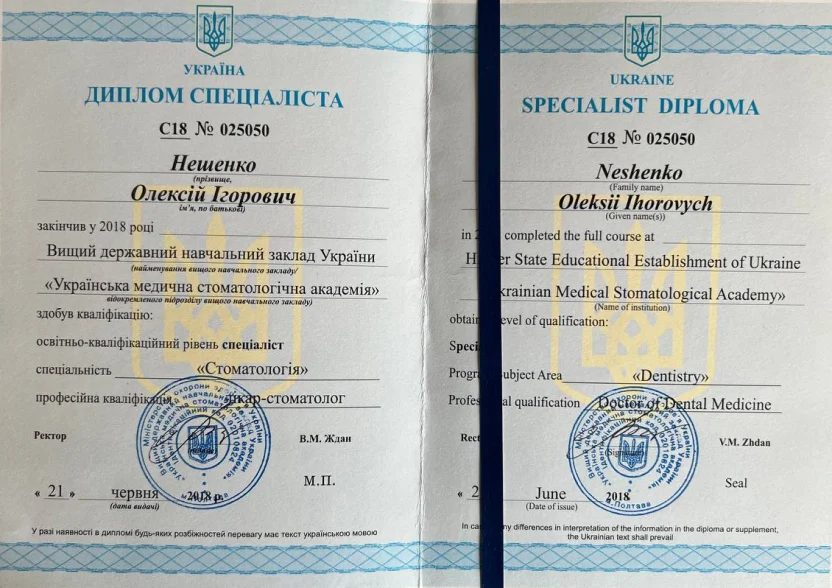 УКРАЇНА
ДИПЛОМ СПЕЦІАЛІСТА
С18 № 025050
Нешенко
(прізвище,
Олексій Ігорович
ім'я, по батькові)
закінчив у 2018 році
Вищий державний навчальний заклад України
(найменування вищого навчального закладу/
«Українська медична стоматологічна академія»
відокремленого підрозділу вищого навчального закладу)
здобув кваліфікацію:
освітньо-кваліфікаційний рівень спеціаліст
спеціальність «Стоматологія»
професійна кваліфікація лікар-стоматолог
Ректор В.М. Ждан
М.П.
« 21 » червня 2018 р.
(дата видачі)
У разі наявності в дипломі будь-яких розбіжностей перевагу має текст українською мовою
UKRAINE
SPECIALIST DIPLOMA
С18 № 025050
Neshenko
(Family name)
Oleksii Ihorovych
(Given name(s))
in completed the full course at
State Educational Establishment of Ukraine
Medical Stomatological Academy»
(Name of institution)
level of qualification:
Subject Area «Dentistry»
qualification Doctor of Dental Medicine
(Signature)
V.M. Zhdan
Seal
June 2018
(Date of issue)
In any differences in interpretation of the information in the diploma or supplement,
the Ukrainian text shall prevail
м.Полтава